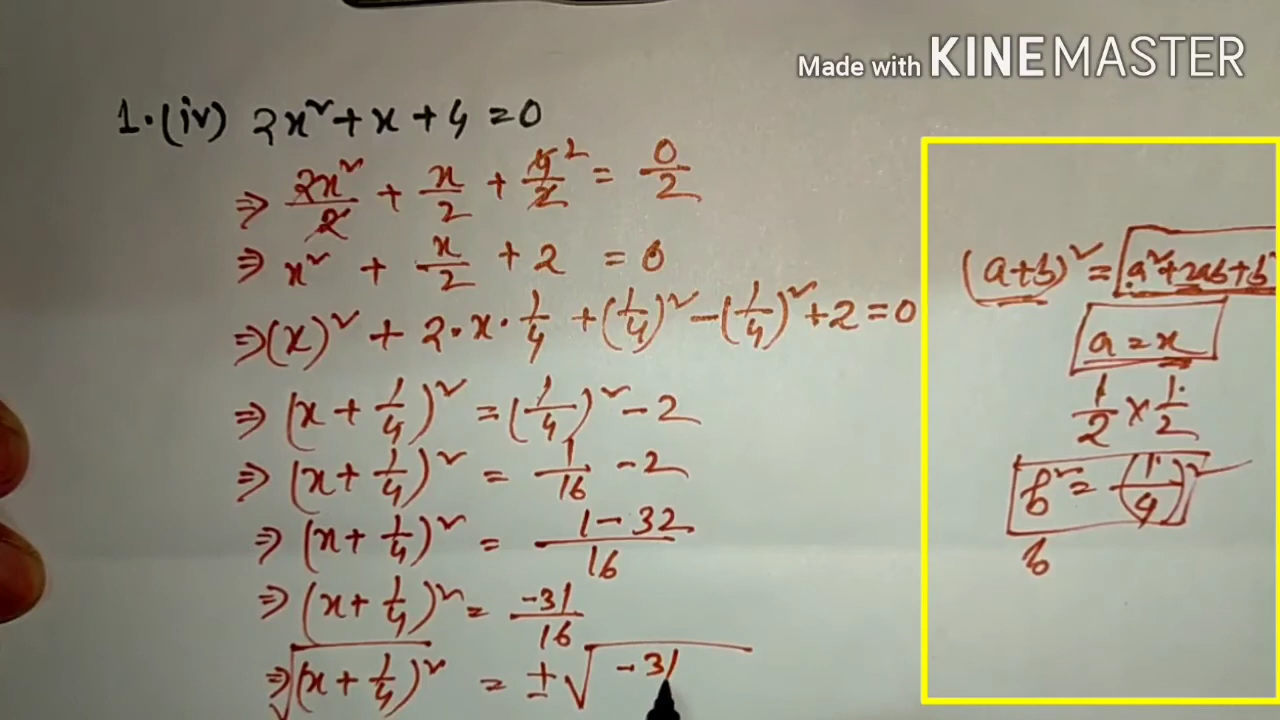 Made with KINEMASTER
1.(iv) 2x² + x + 4 = 0
⇒ 2x²/2 + x/2 + 4/2 2 = 0/2
⇒ x² + x/2 + 2 = 0
⇒ (x)² + 2·x·1/4 + (1/4)² - (1/4)² + 2 = 0
⇒ (x + 1/4)² = (1/4)² - 2
⇒ (x + 1/4)² = 1/16 - 2
⇒ (x + 1/4)² = 1-32/16
⇒ (x + 1/4)² = -31/16
⇒ √(x + 1/4)² = ± √-31
(a+b)² = a²+2ab+b²
a = x
1/2 × 1/2
b² = (1/4)²
b